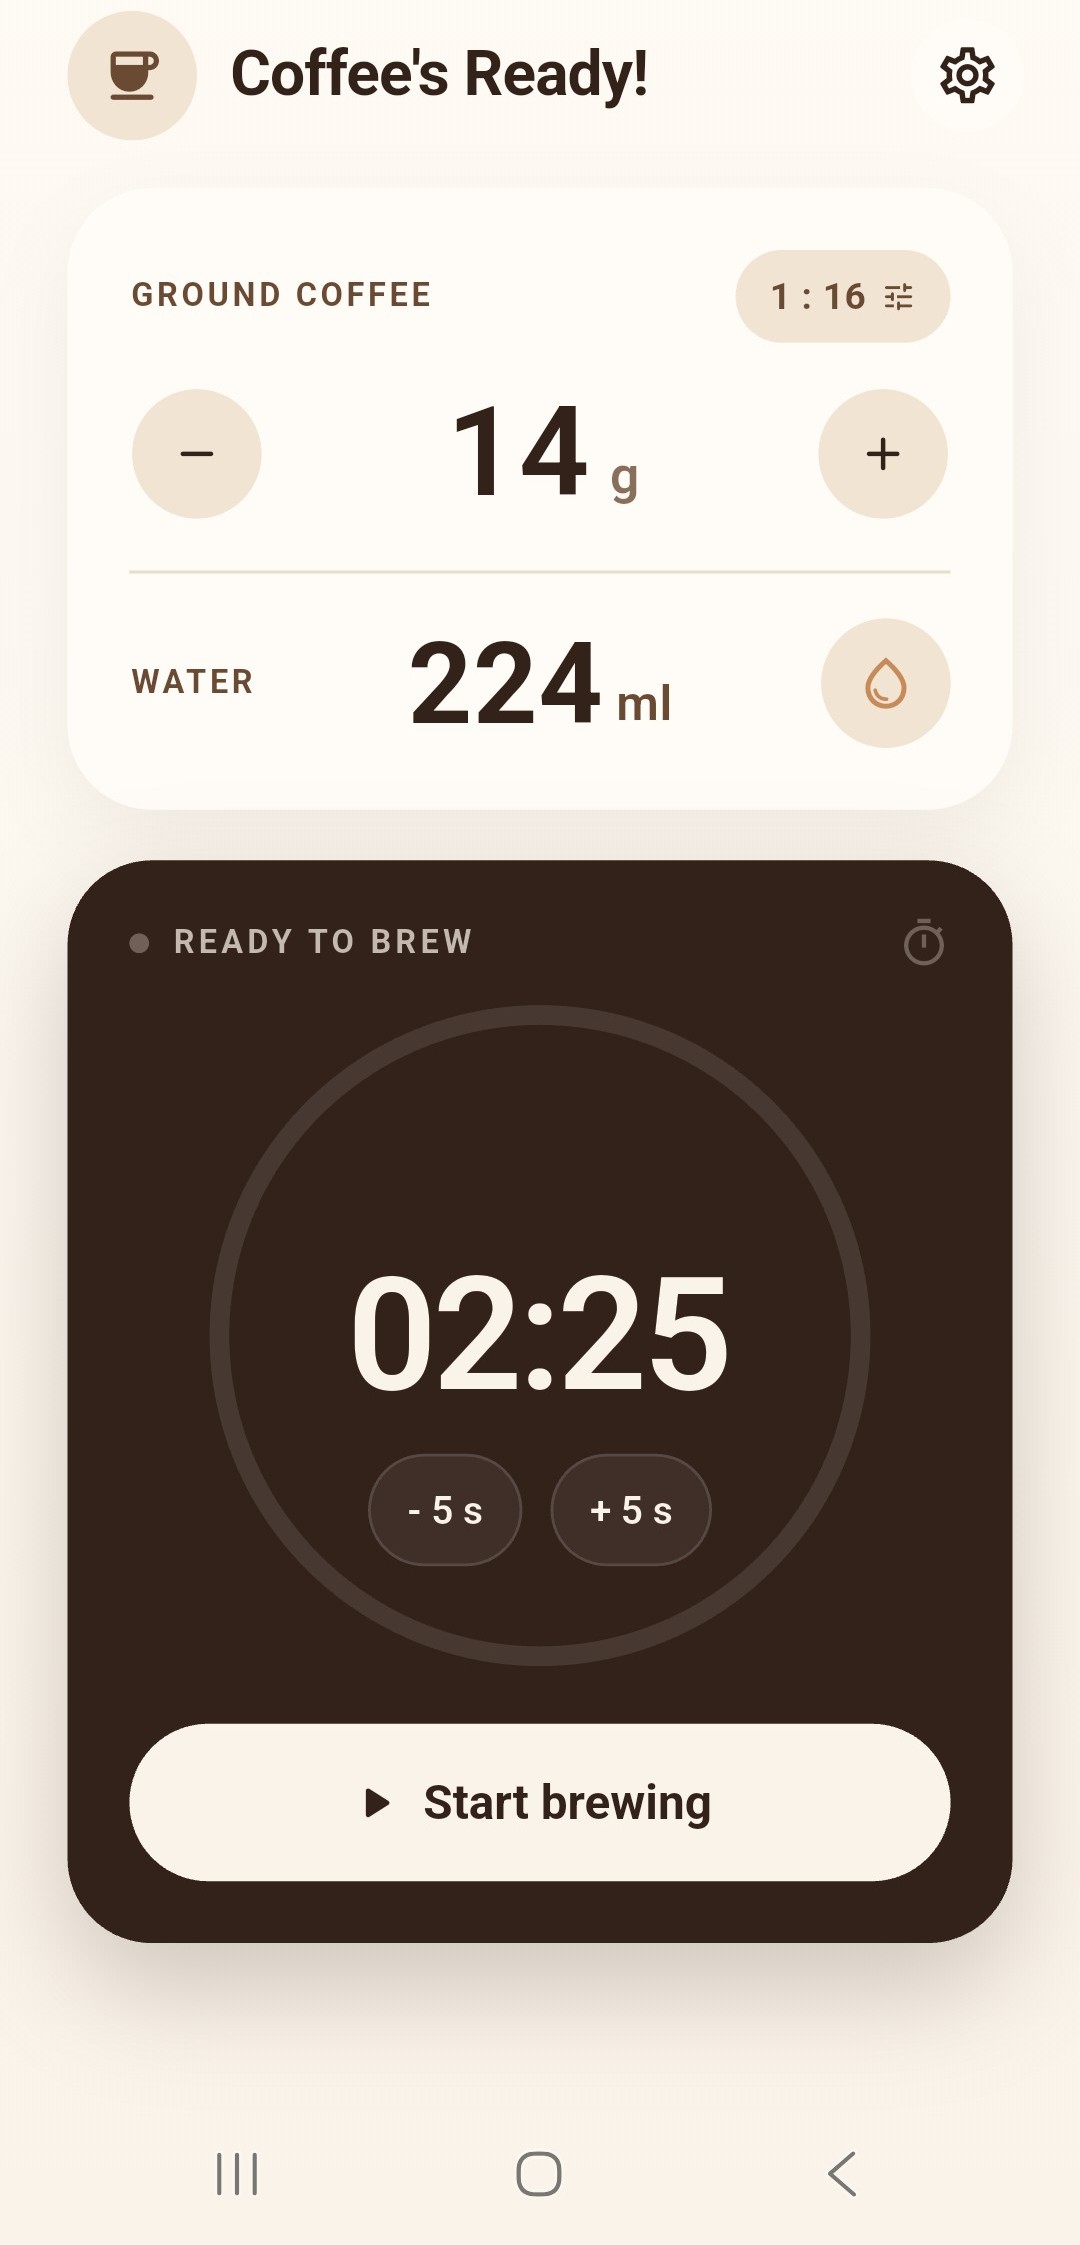 Coffee's Ready!
GROUND COFFEE
1 : 16
14 g
WATER
224 ml
READY TO BREW
02:25
- 5 s
+ 5 s
Start brewing